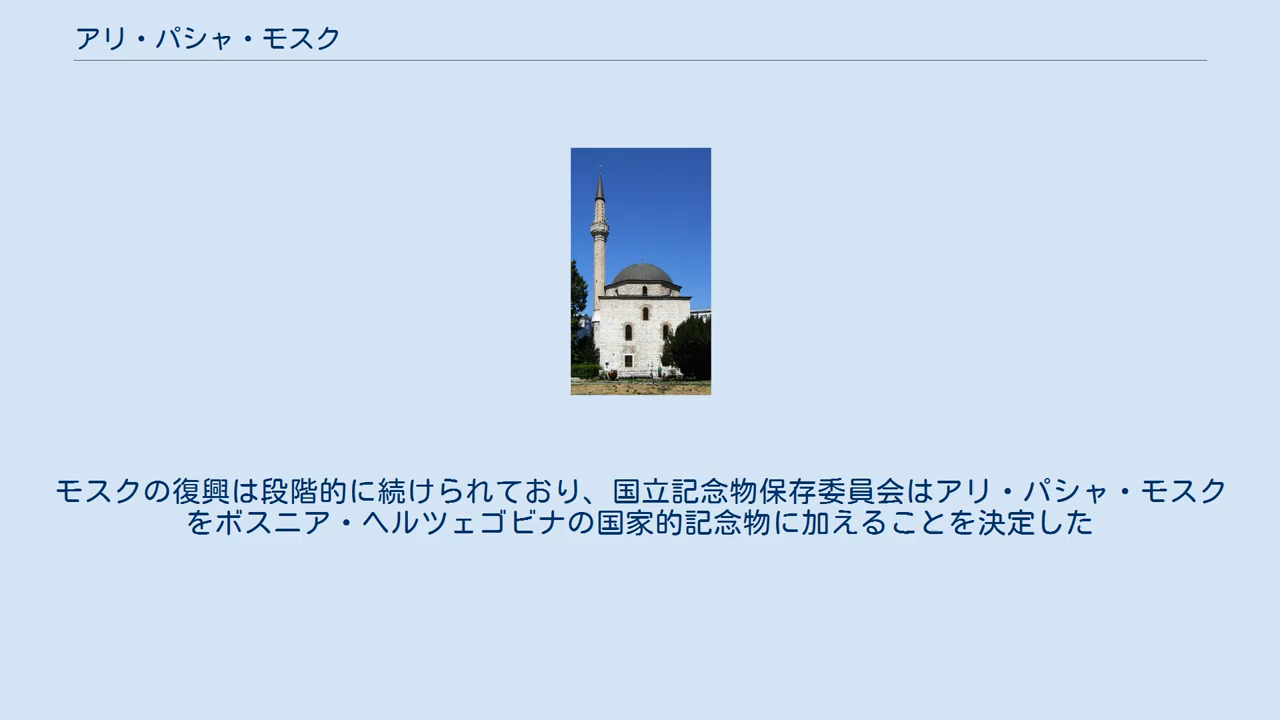 アリ・パシャ・モスク
モスクの復興は段階的に続けられており、国立記念物保存委員会はアリ・パシャ・モスク
をボスニア・ヘルツェゴビナの国家的記念物に加えることを決定した